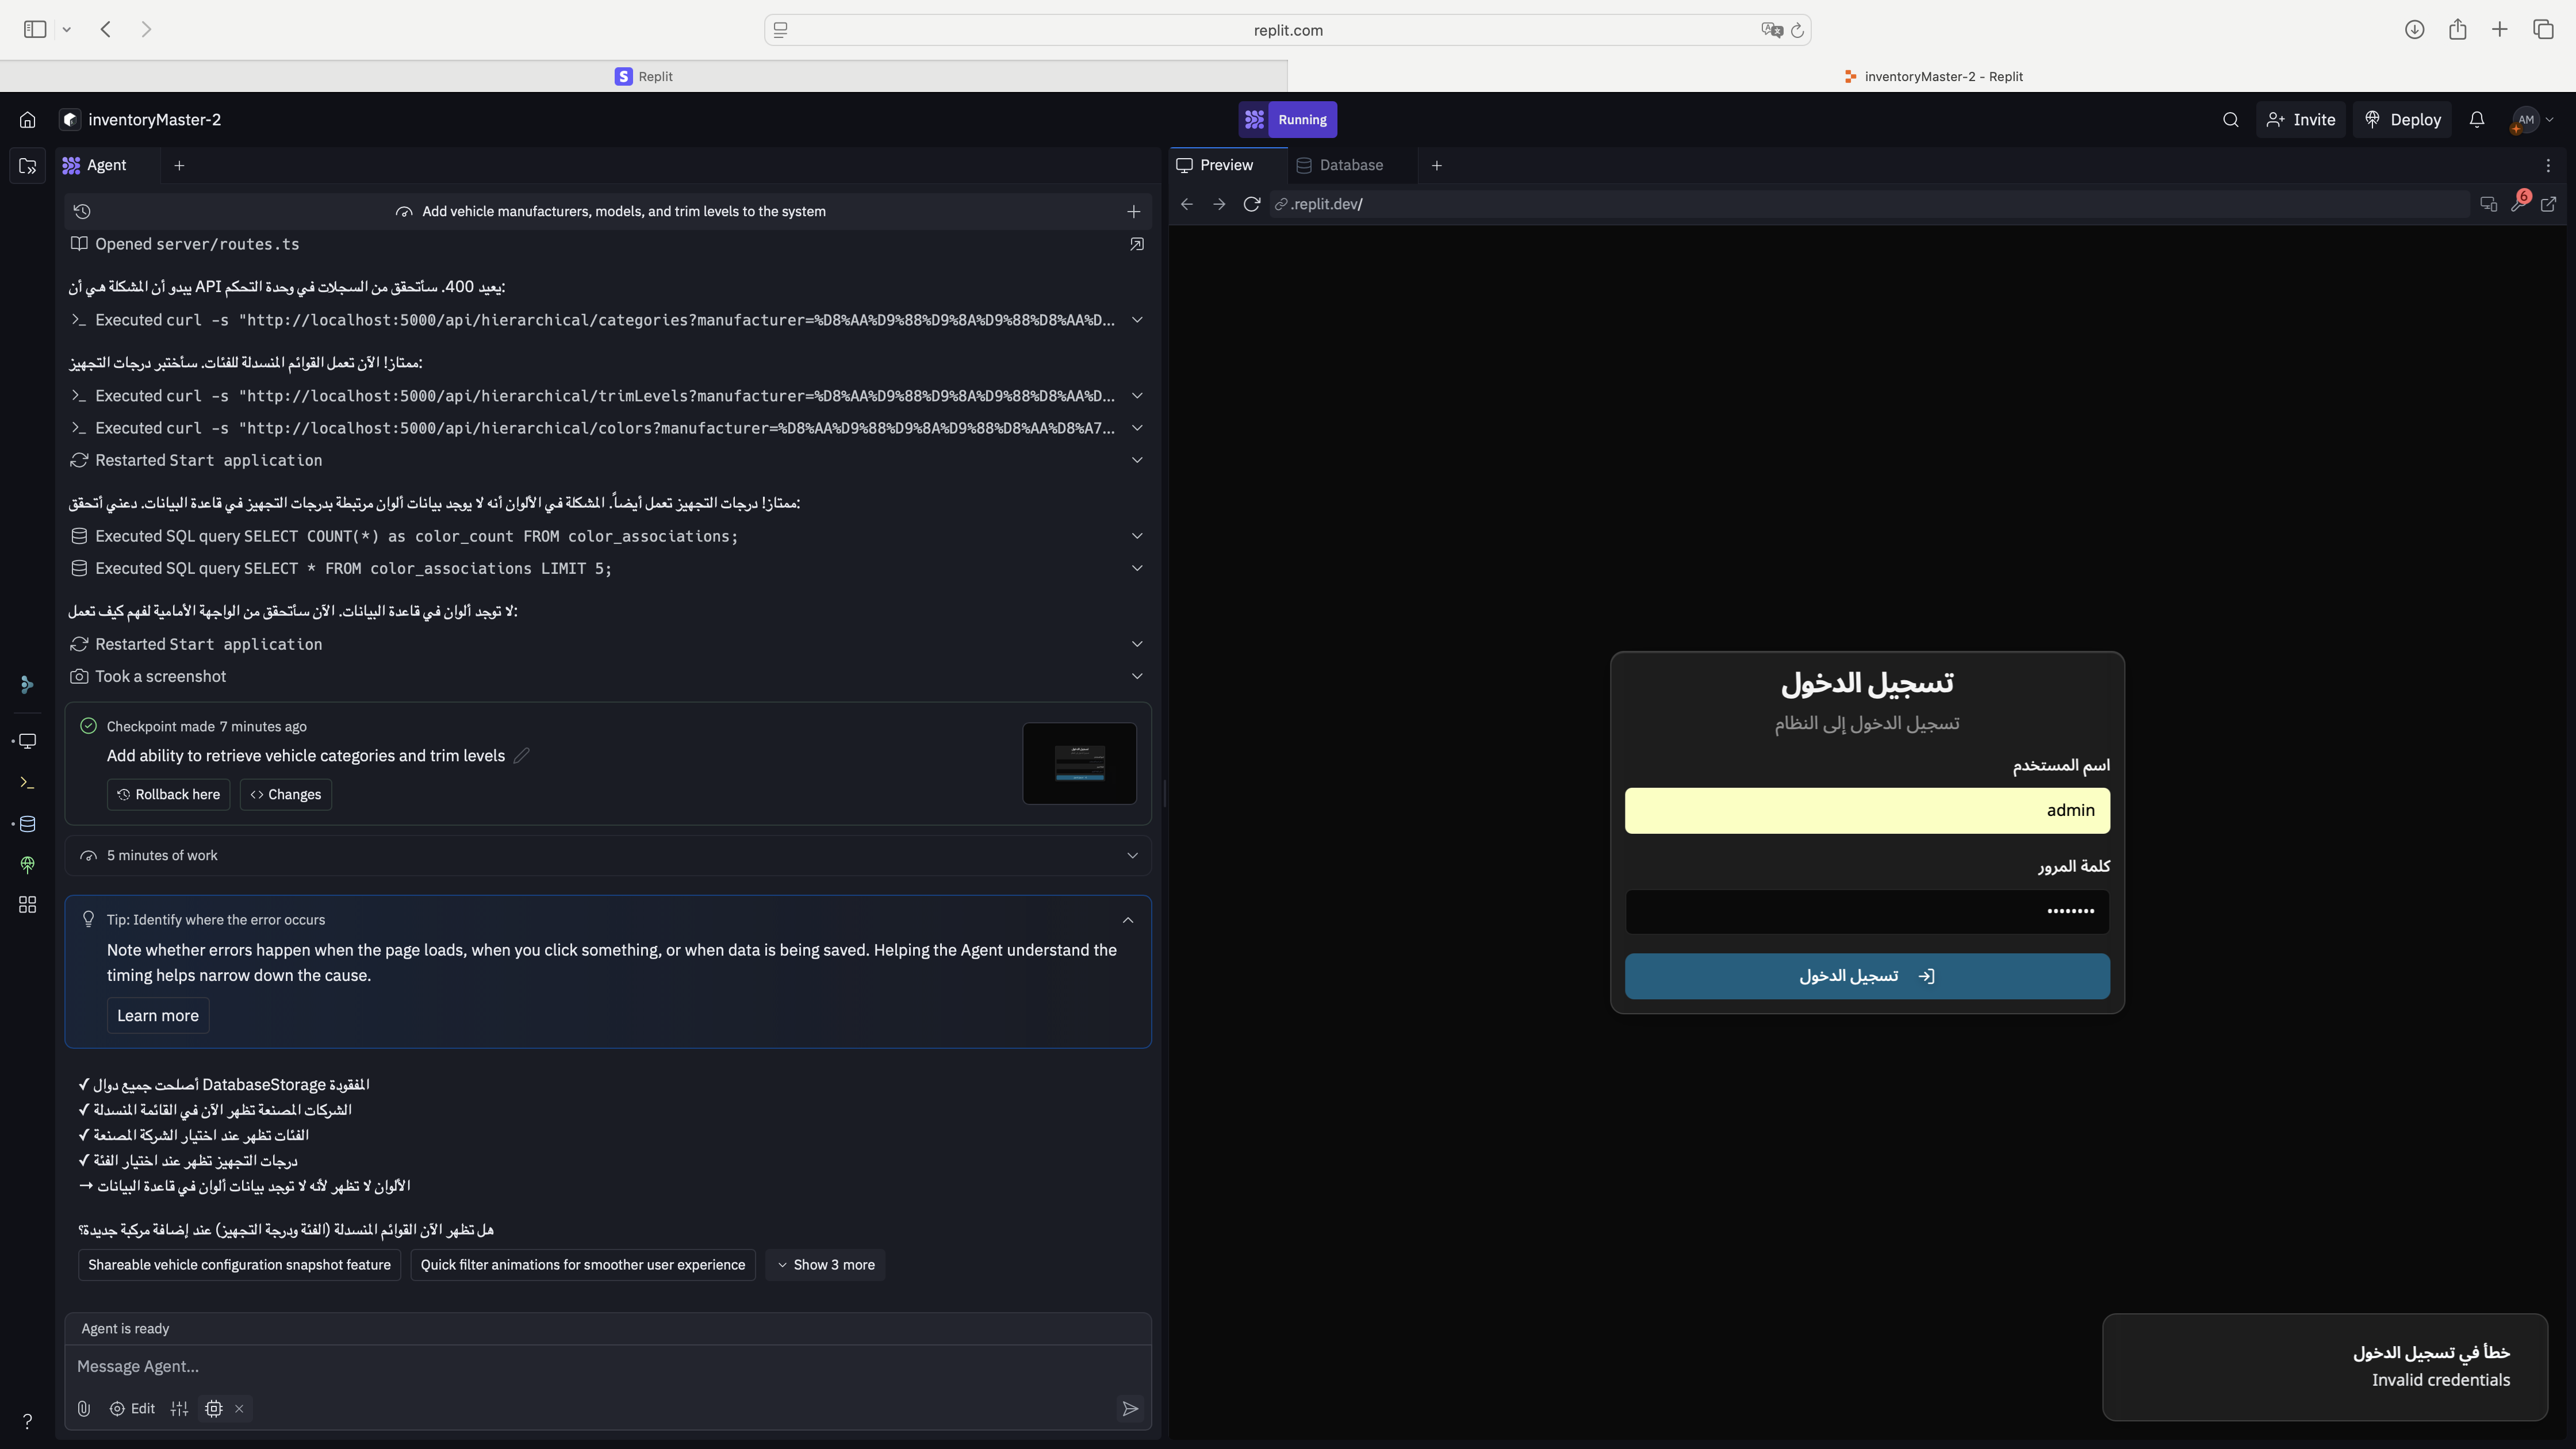 replit.com
Replit
inventoryMaster-2 - Replit
inventoryMaster-2
Running
Invite
Deploy
AM
Agent
Add vehicle manufacturers, models, and trim levels to the system
Opened server/routes.ts
يبدو أن المشكلة هي أن API يعيد 400. سأتحقق من السجلات في وحدة التحكم:
Executed curl -s "http://localhost:5000/api/hierarchical/categories?manufacturer=%D8%AA%D9%88%D9%8A%D9%88%D8%AA%D...
ممتاز! الآن تعمل القوائم المنسدلة للفئات. سأختبر درجات التجهيز:
Executed curl -s "http://localhost:5000/api/hierarchical/trimLevels?manufacturer=%D8%AA%D9%88%D9%8A%D9%88%D8%AA%D...
Executed curl -s "http://localhost:5000/api/hierarchical/colors?manufacturer=%D8%AA%D9%88%D9%8A%D9%88%D8%AA%D8%A7...
Restarted Start application
ممتاز! درجات التجهيز تعمل أيضاً. المشكلة في الألوان أنه لا يوجد بيانات ألوان مرتبطة بدرجات التجهيز في قاعدة البيانات. دعني أتحقق:
Executed SQL query SELECT COUNT(*) as color_count FROM color_associations;
Executed SQL query SELECT * FROM color_associations LIMIT 5;
لا توجد ألوان في قاعدة البيانات. الآن سأتحقق من الواجهة الأمامية لفهم كيف تعمل:
Restarted Start application
Took a screenshot
Checkpoint made 7 minutes ago
Add ability to retrieve vehicle categories and trim levels
Rollback here
Changes
5 minutes of work
Tip: Identify where the error occurs
Note whether errors happen when the page loads, when you click something, or when data is being saved. Helping the Agent understand the
timing helps narrow down the cause.
Learn more
✓ أصلحت جميع دوال DatabaseStorage المفقودة
✓ الشركات المصنعة تظهر الآن في القائمة المنسدلة
✓ الفئات تظهر عند اختيار الشركة المصنعة
✓ درجات التجهيز تظهر عند اختيار الفئة
→ الألوان لا تظهر لأنه لا توجد بيانات ألوان في قاعدة البيانات
هل تظهر الآن القوائم المنسدلة (الفئة ودرجة التجهيز) عند إضافة مركبة جديدة؟
Shareable vehicle configuration snapshot feature
Quick filter animations for smoother user experience
Show 3 more
Agent is ready
Message Agent...
Edit
Preview
Database
.replit.dev/
6
تسجيل الدخول
تسجيل الدخول إلى النظام
اسم المستخدم
admin
كلمة المرور
••••••••
تسجيل الدخول
خطأ في تسجيل الدخول
Invalid credentials